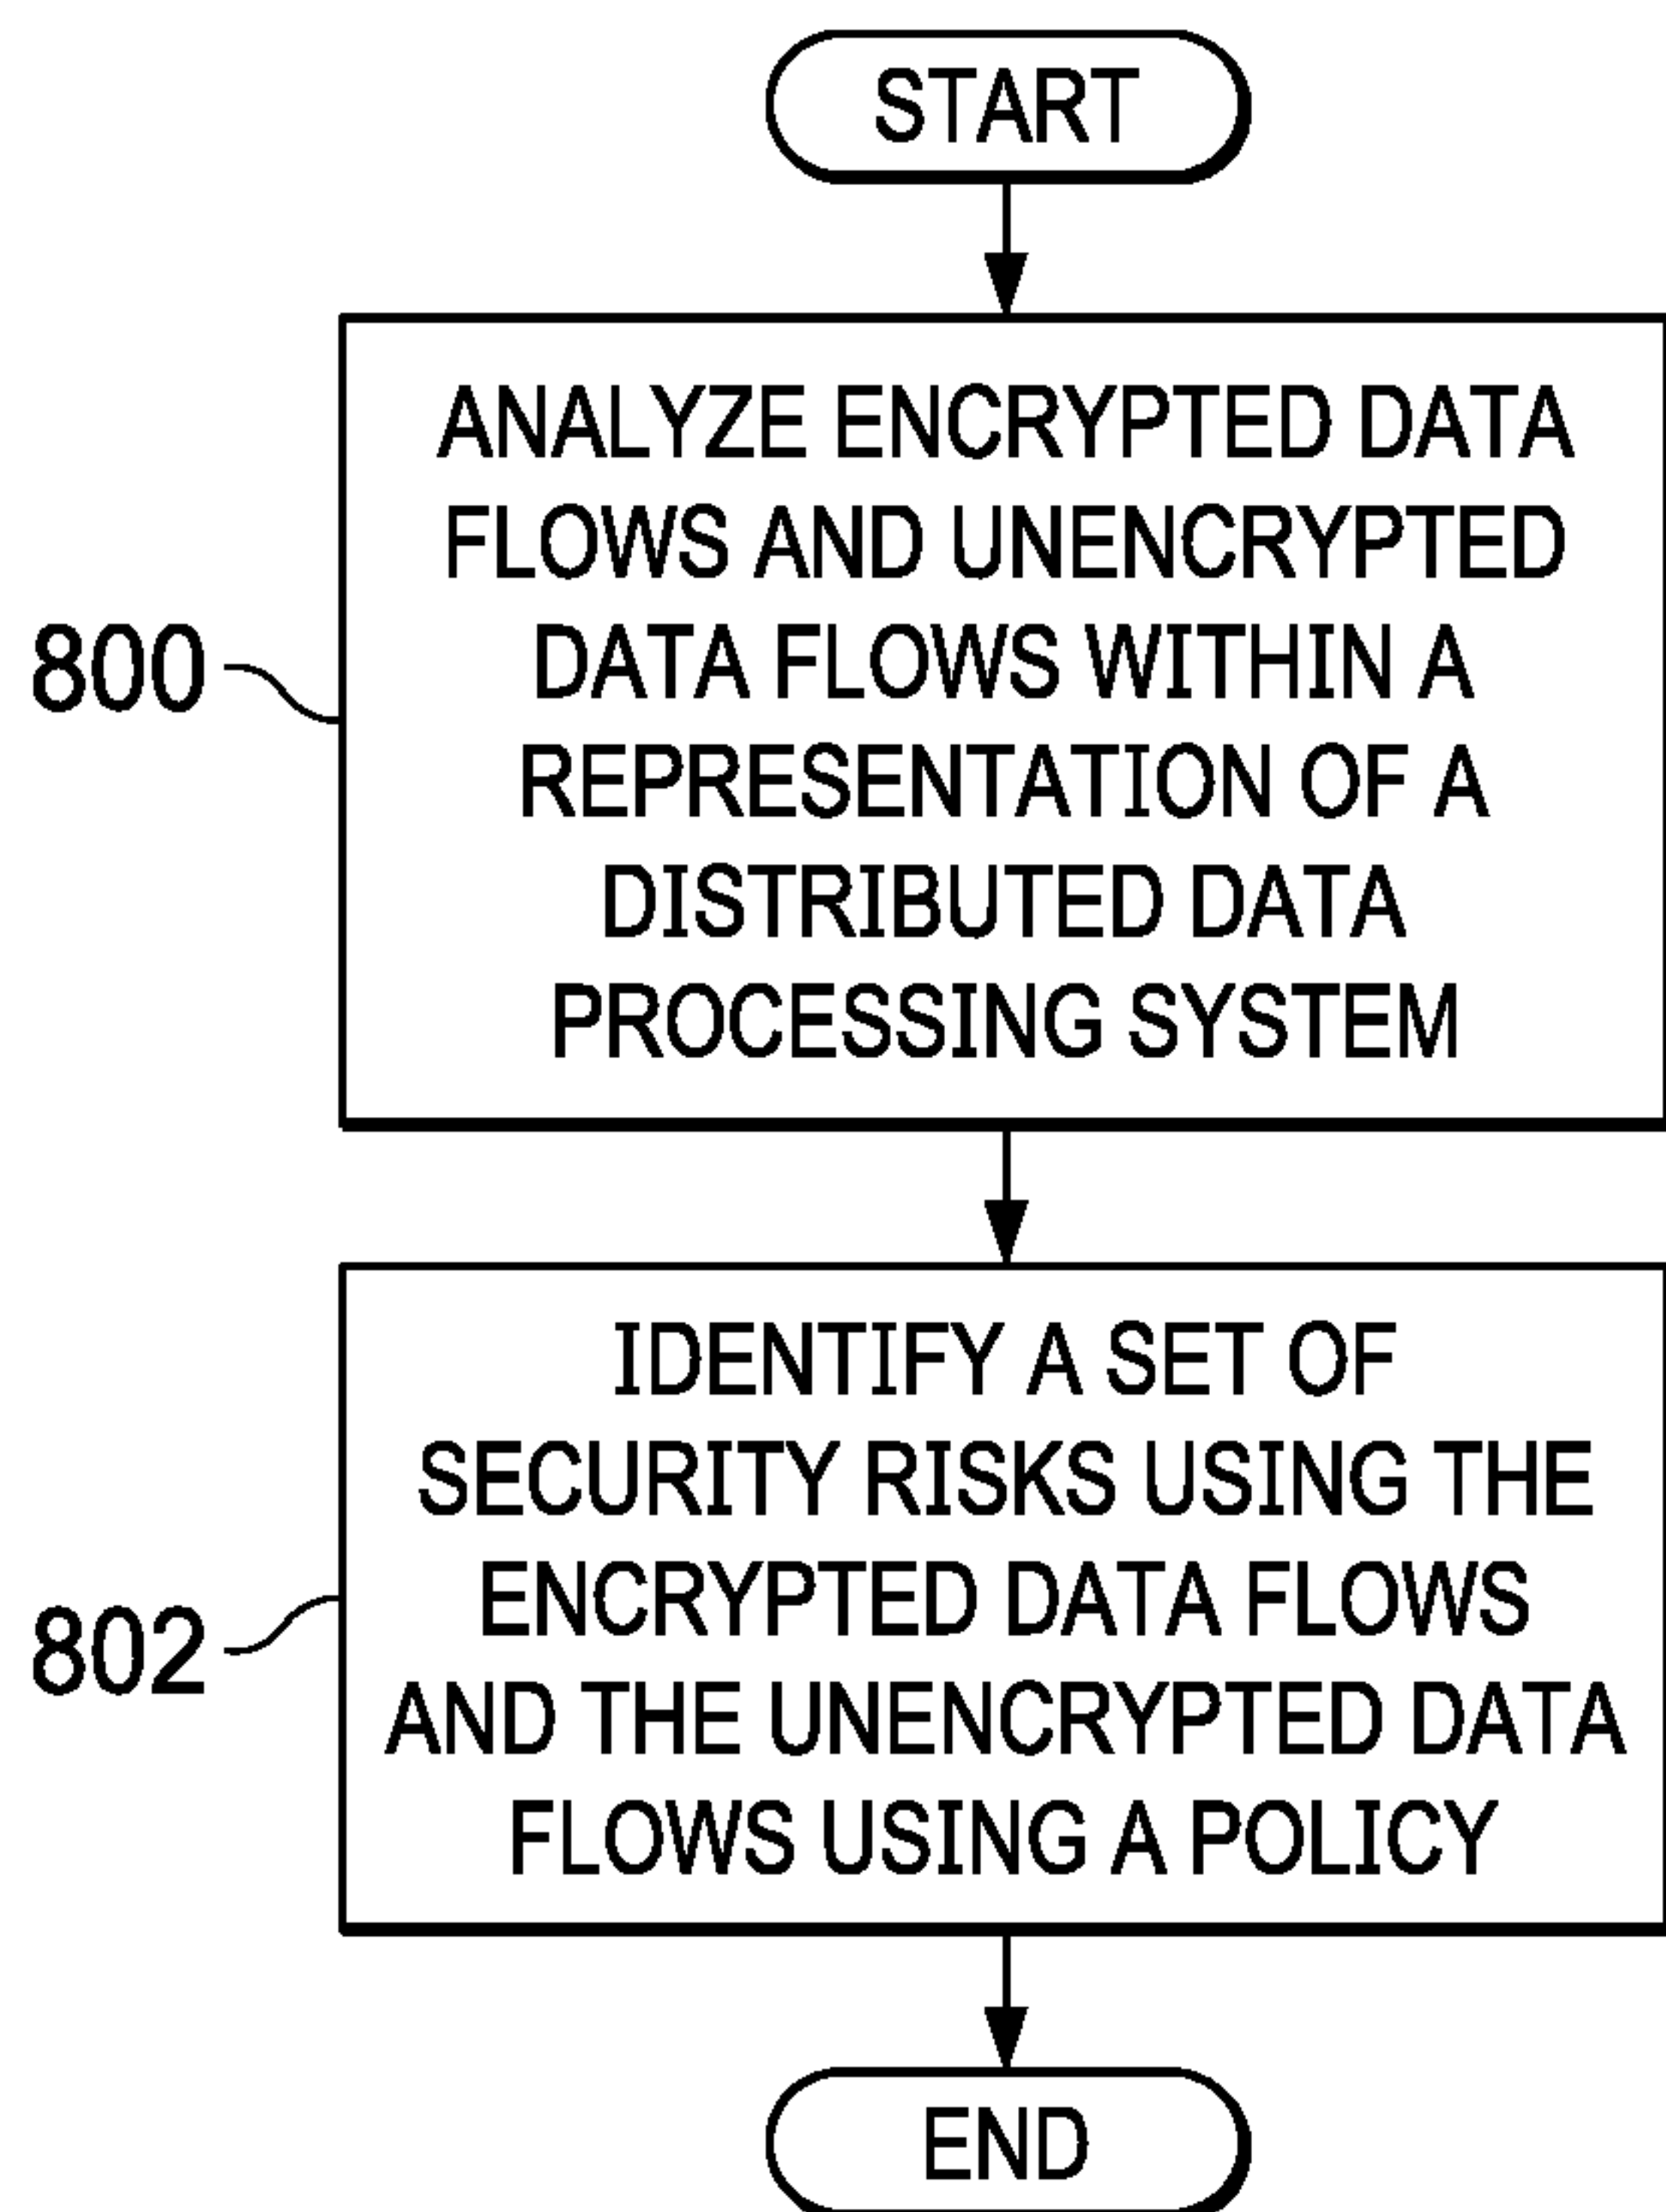 START
ANALYZE ENCRYPTED DATA
FLOWS AND UNENCRYPTED
DATA FLOWS WITHIN A
REPRESENTATION OF A
DISTRIBUTED DATA
PROCESSING SYSTEM
800
IDENTIFY A SET OF
SECURITY RISKS USING THE
ENCRYPTED DATA FLOWS
AND THE UNENCRYPTED DATA
FLOWS USING A POLICY
802
END